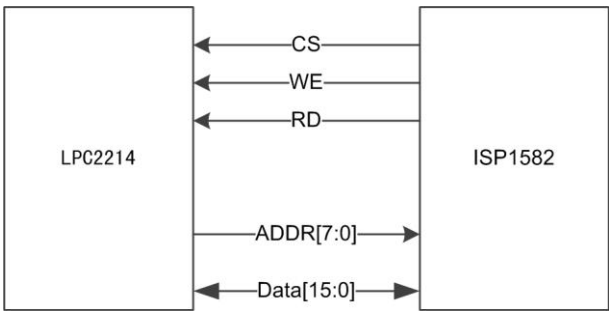 CS
WE
RD
LPC2214
ISP1582
ADDR[7:0]
Data[15:0]